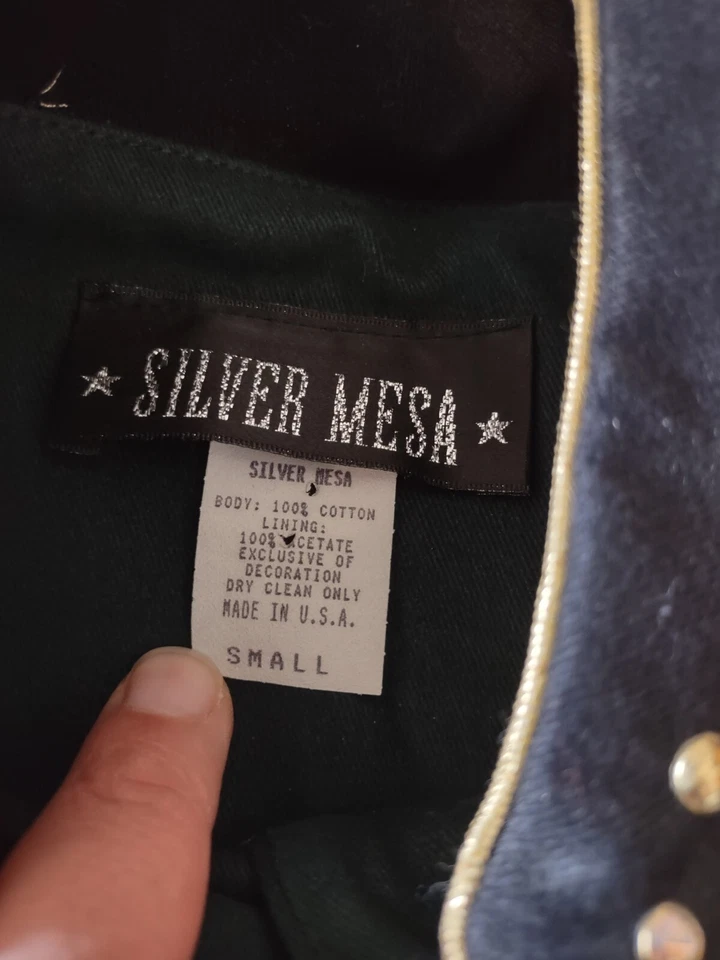 ★ SILVER MESA ★
SILVER MESA
BODY: 100% COTTON
LINING:
100% ACETATE
EXCLUSIVE OF
DECORATION
DRY CLEAN ONLY
MADE IN U.S.A.
SMALL